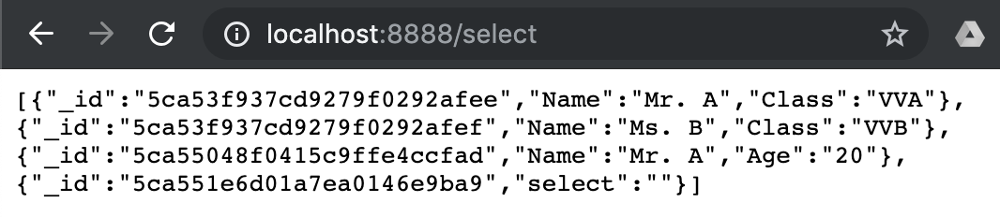 localhost:8888/select
[{"_id":"5ca53f937cd9279f0292afee","Name":"Mr. A","Class":"VVA"},
{"_id":"5ca53f937cd9279f0292afef","Name":"Ms. B","Class":"VVB"},
{"_id":"5ca55048f0415c9ffe4ccfad","Name":"Mr. A","Age":"20"},
{"_id":"5ca551e6d01a7ea0146e9ba9","select":""}]